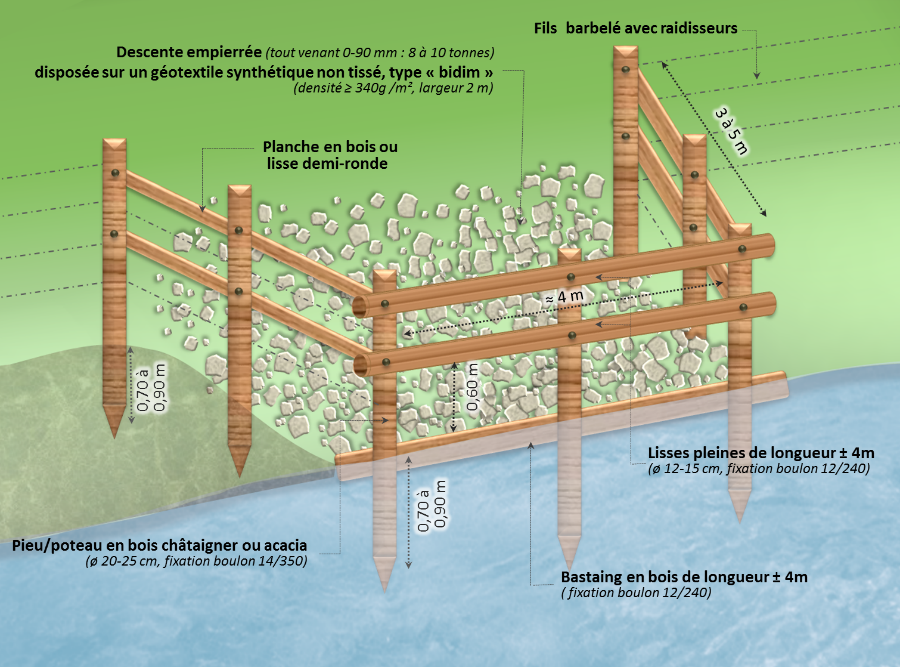 Fils barbelé avec raidisseurs
Descente empierrée (tout venant 0-90 mm : 8 à 10 tonnes)
disposée sur un géotextile synthétique non tissé, type « bidim »
(densité ≥ 340g /m², largeur 2 m)
Planche en bois ou
lisse demi-ronde
3 à 5 m
≈ 4 m
0,70 à
0,90 m
0,60 m
0,70 à
0,90 m
Lisses pleines de longueur ± 4m
(ø 12-15 cm, fixation boulon 12/240)
Pieu/poteau en bois châtaigner ou acacia
(ø 20-25 cm, fixation boulon 14/350)
Bastaing en bois de longueur ± 4m
( fixation boulon 12/240)